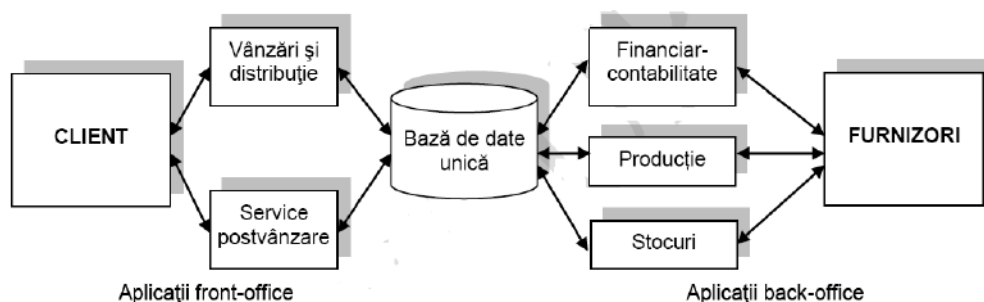 Vânzări şi
distribuţie
Financiar-
contabilitate
CLIENT
Bază de date
unică
Producție
FURNIZORI
Service
postvânzare
Stocuri
Aplicaţii front-office
Aplicaţii back-office